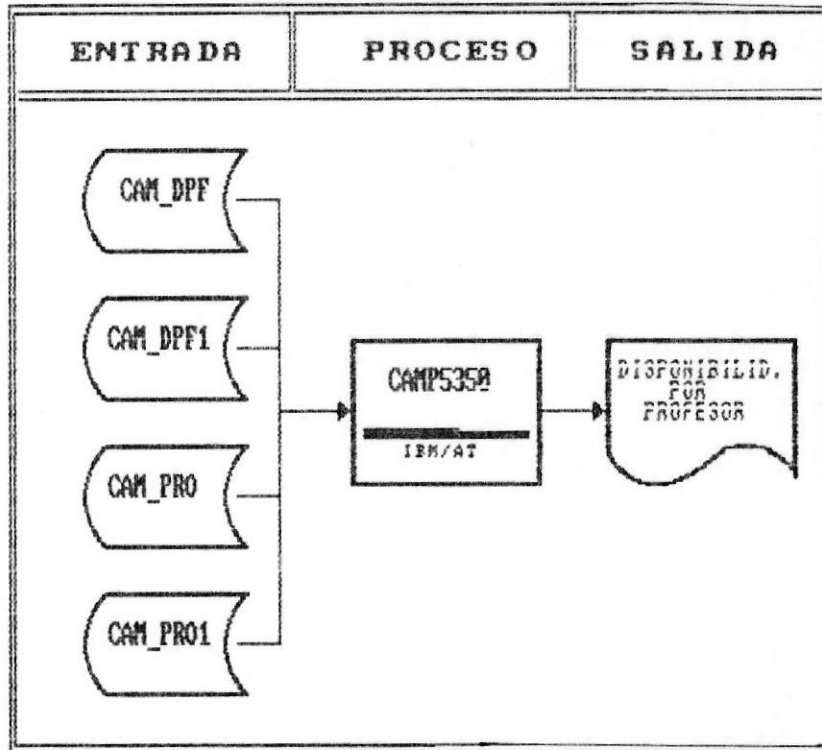 ENTRADA PROCESO SALIDA
CAM_DPF
CAM_DPF1
CAM_PRO
CAM_PRO1
CAMP5350
IBM/AT
DISPONIBILID.
POR
PROFESOR